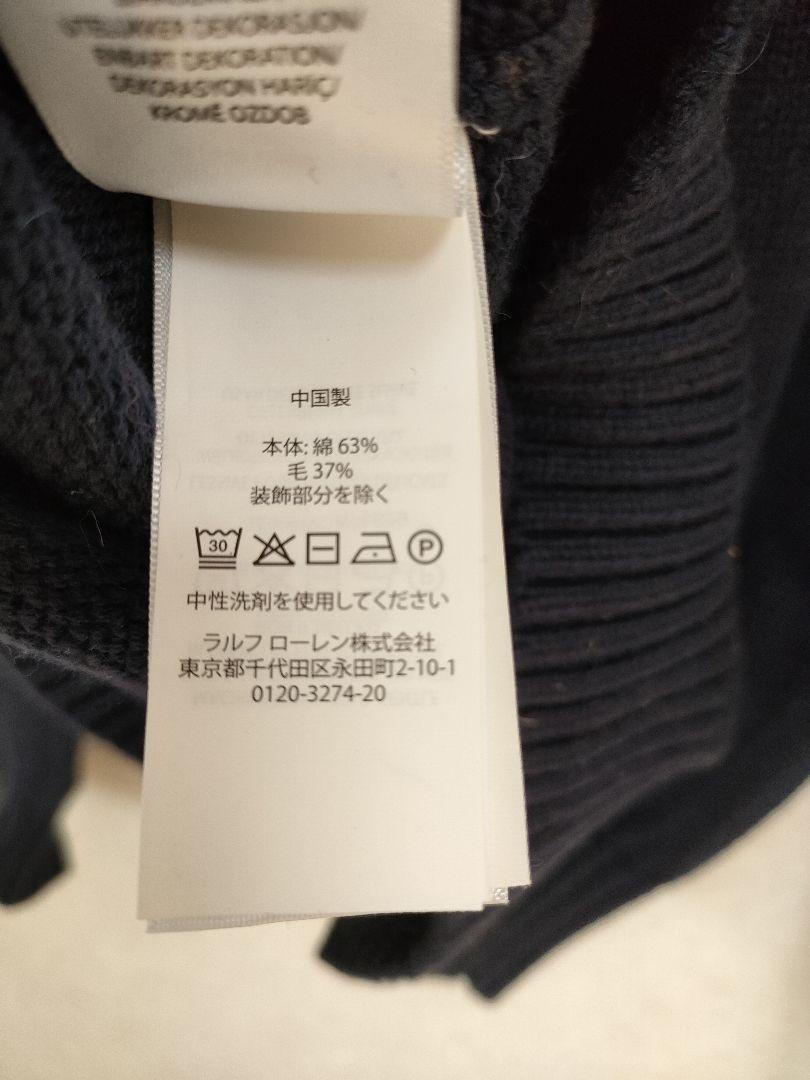 UTELUKKER DEKORASJON/
ENBART DEKORATION/
DEKORASYON HARİÇ/
KROMĚ OZDOB
中国製
本体: 綿 63%
毛 37%
装飾部分を除く
30
P
中性洗剤を使用してください
ラルフ ローレン株式会社
東京都千代田区永田町2-10-1
0120-3274-20